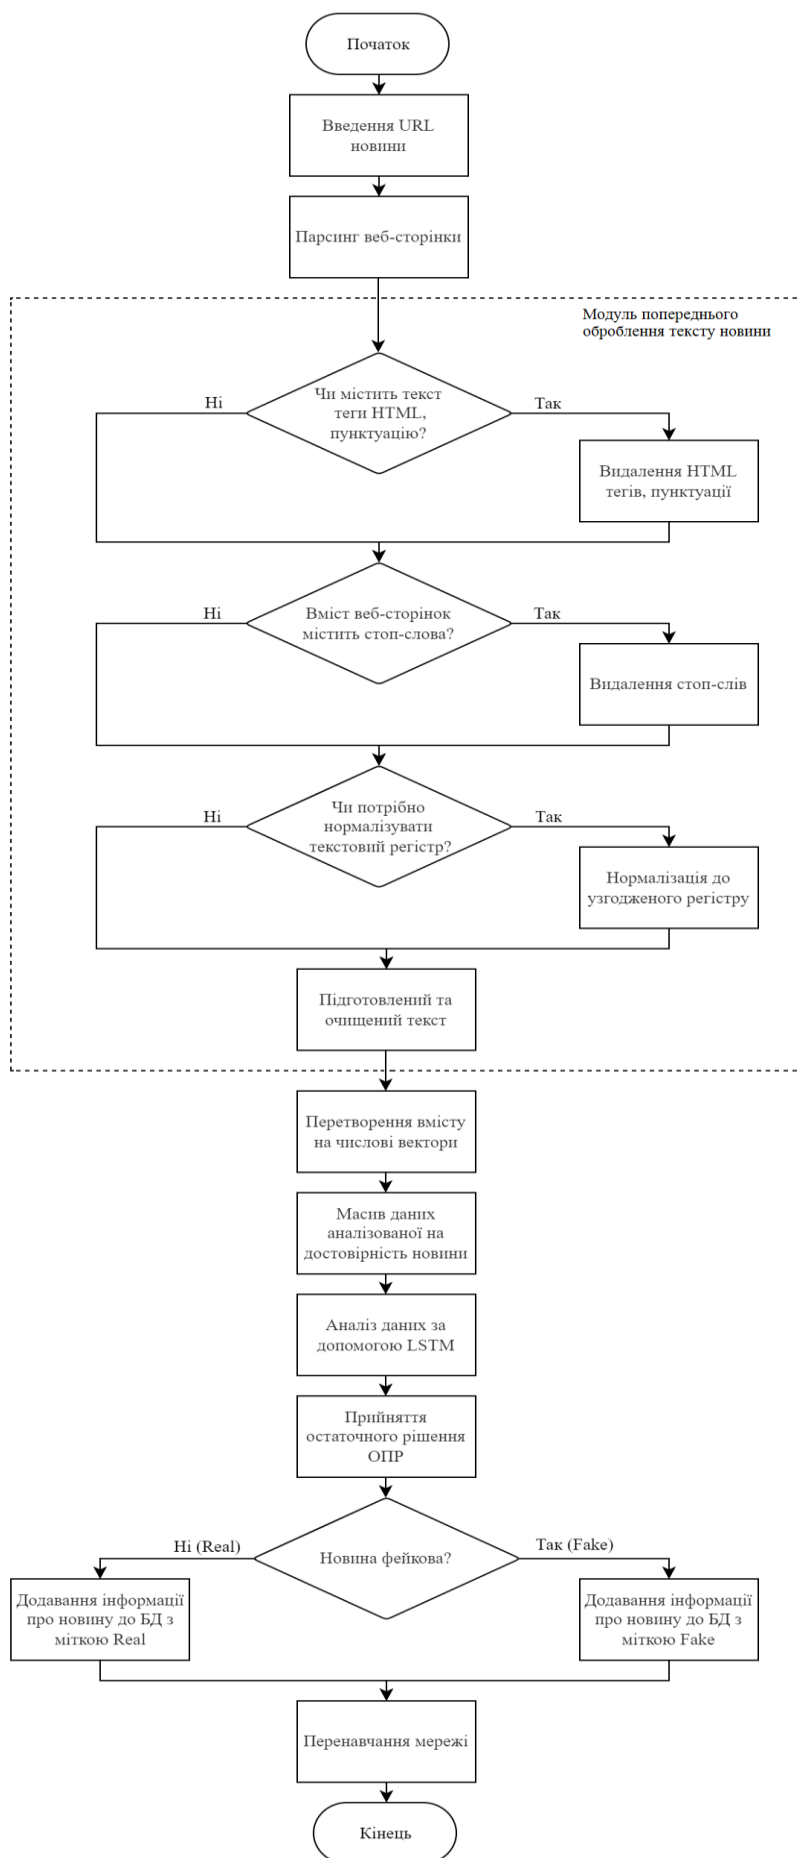 Початок
Введення URL
новини
Парсинг веб-сторінки
Модуль попереднього
оброблення тексту новини
Чи містить текст
теги HTML,
пунктуацію?
Ні
Так
Видалення HTML
тегів, пунктуації
Вміст веб-сторінок
містить стоп-слова?
Ні
Так
Видалення стоп-слів
Чи потрібно
нормалізувати
текстовий регістр?
Ні
Так
Нормалізація до
узгодженого регістру
Підготовлений та
очищений текст
Перетворення вмісту
на числові вектори
Масив даних
аналізованої на
достовірність новини
Аналіз даних за
допомогою LSTM
Прийняття
остаточного рішення
ОПР
Новина фейкова?
Ні (Real)
Так (Fake)
Додавання інформації
про новину до БД з
міткою Real
Додавання інформації
про новину до БД з
міткою Fake
Перенавчання мережі
Кінець